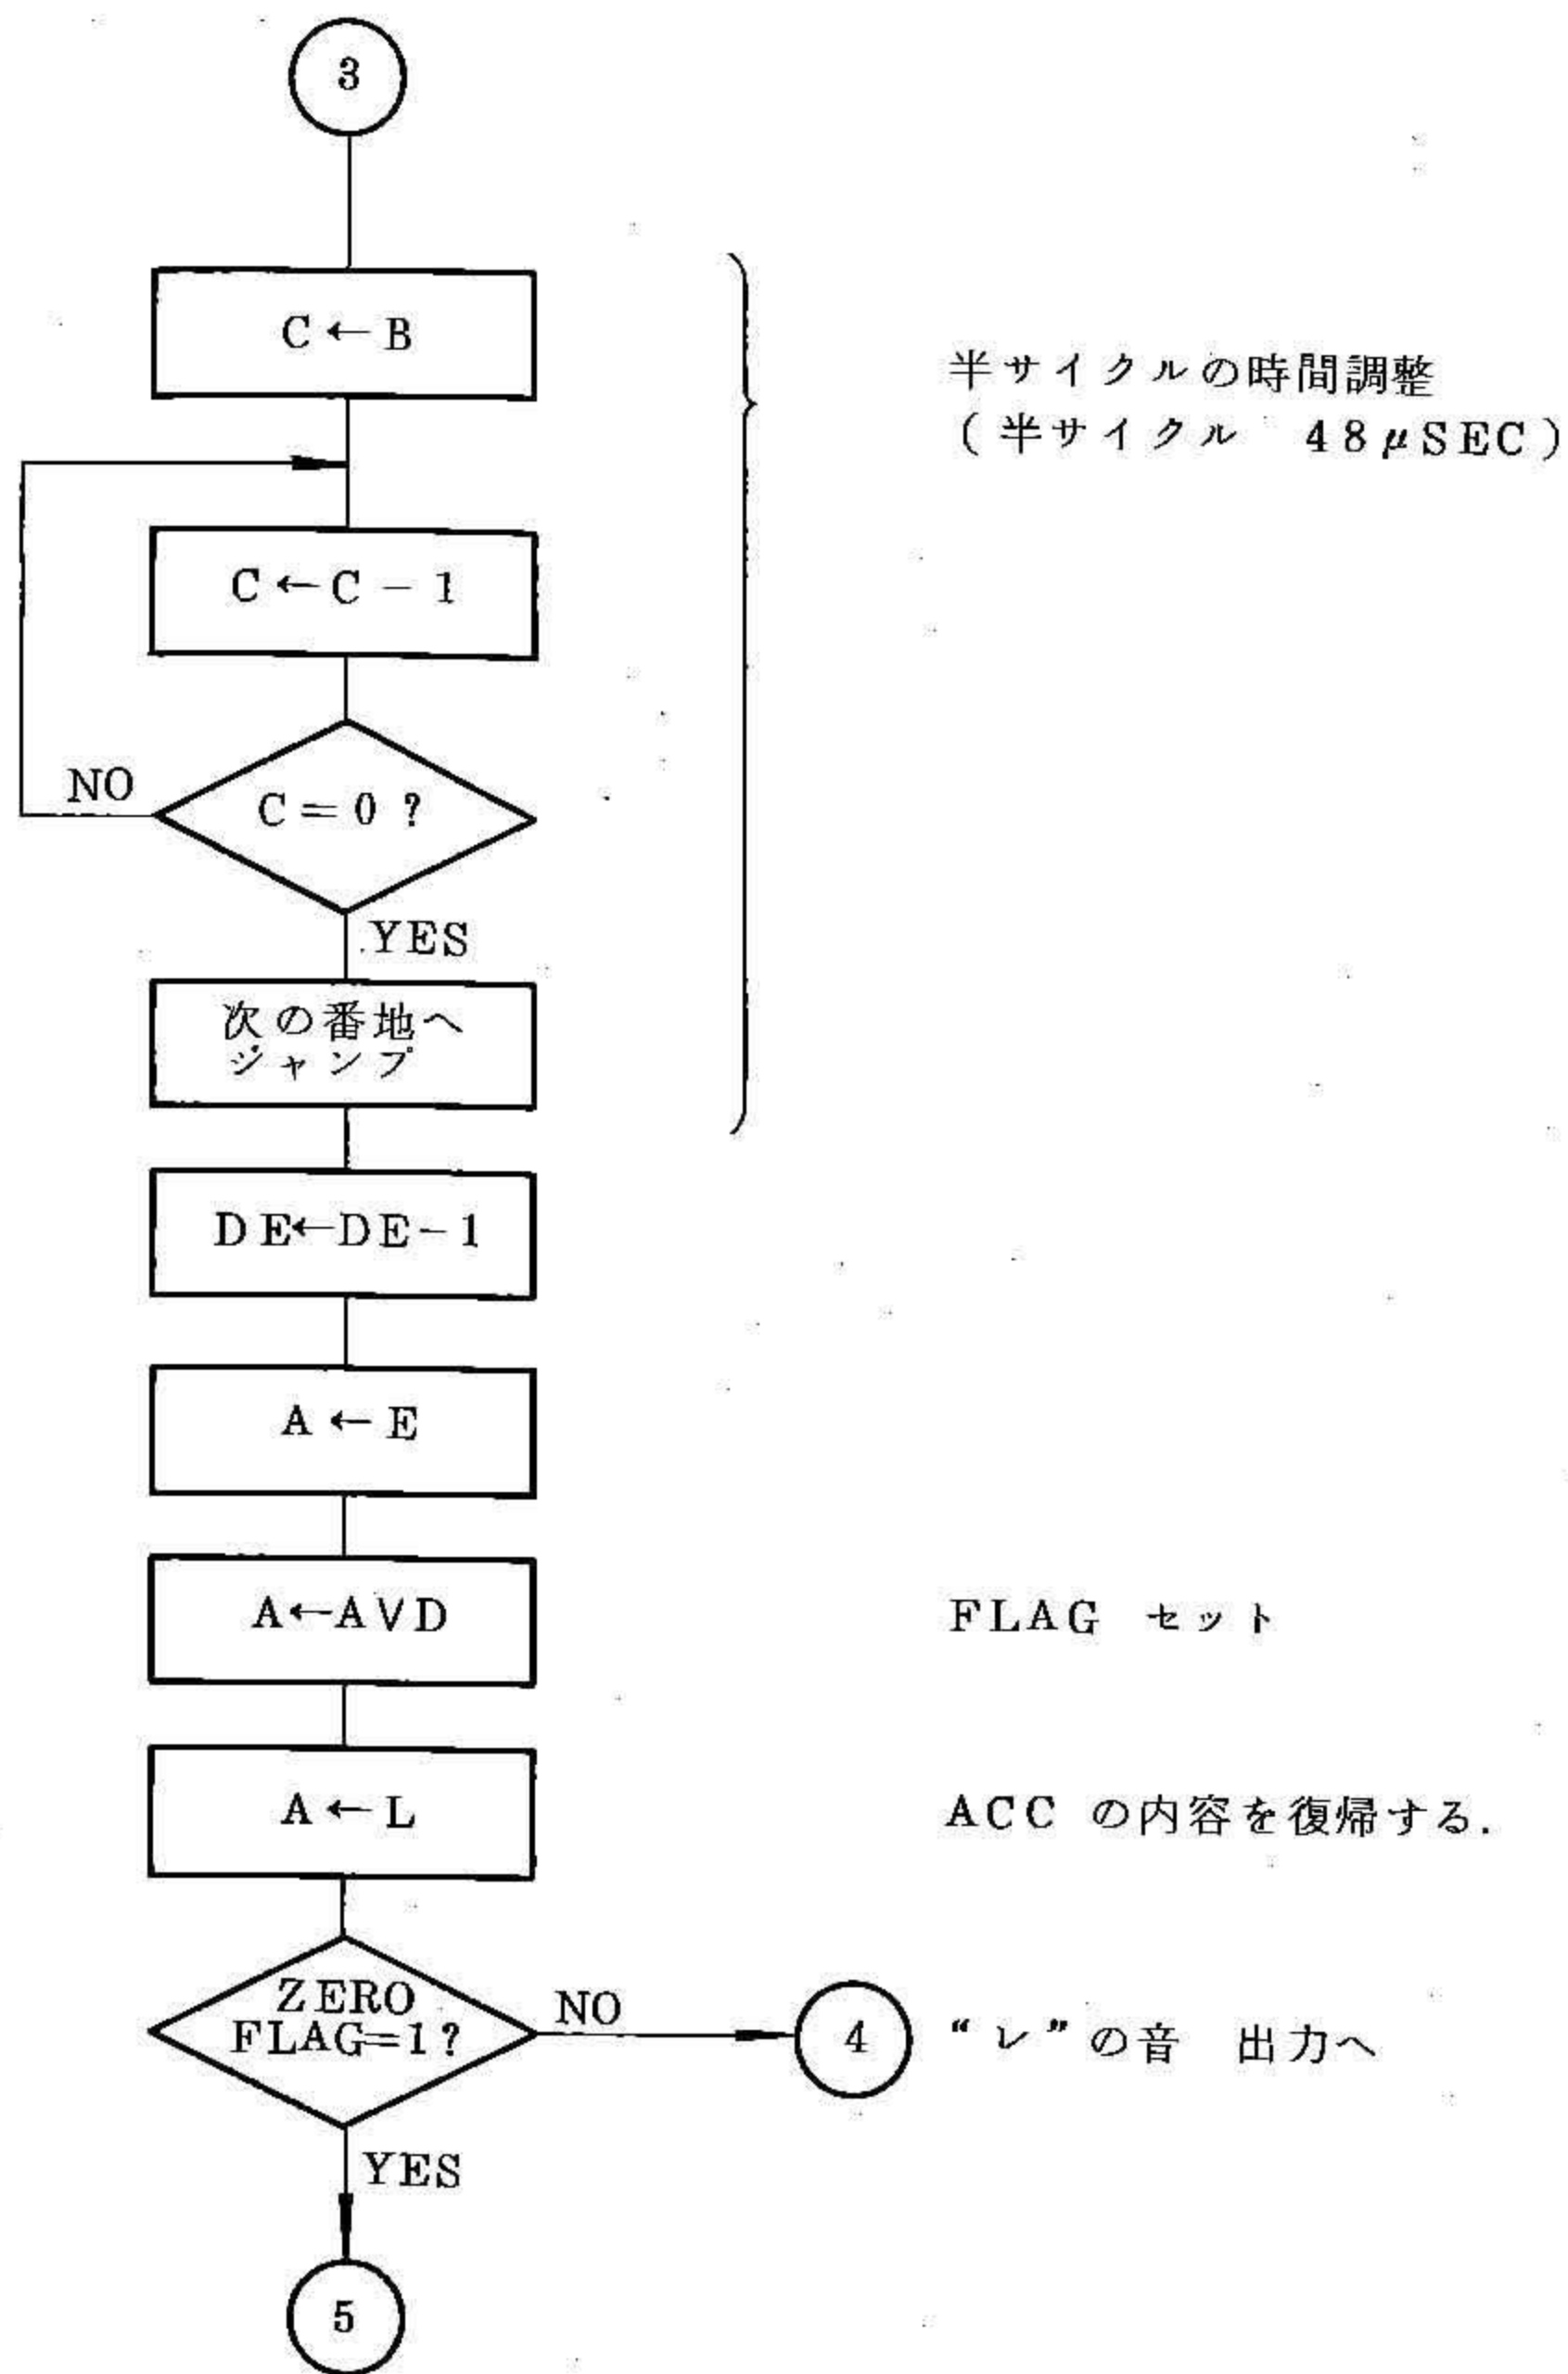 3
C←B
半サイクルの時間調整
(半サイクル 48μSEC)
C←C－1
NO
C＝0？
YES
次の番地へ
ジャンプ
DE←DE－1
A←E
A←A∨D
FLAG セット
A←L
ACC の内容を復帰する.
ZERO
FLAG＝1？
NO
4
“レ”の音 出力へ
YES
5